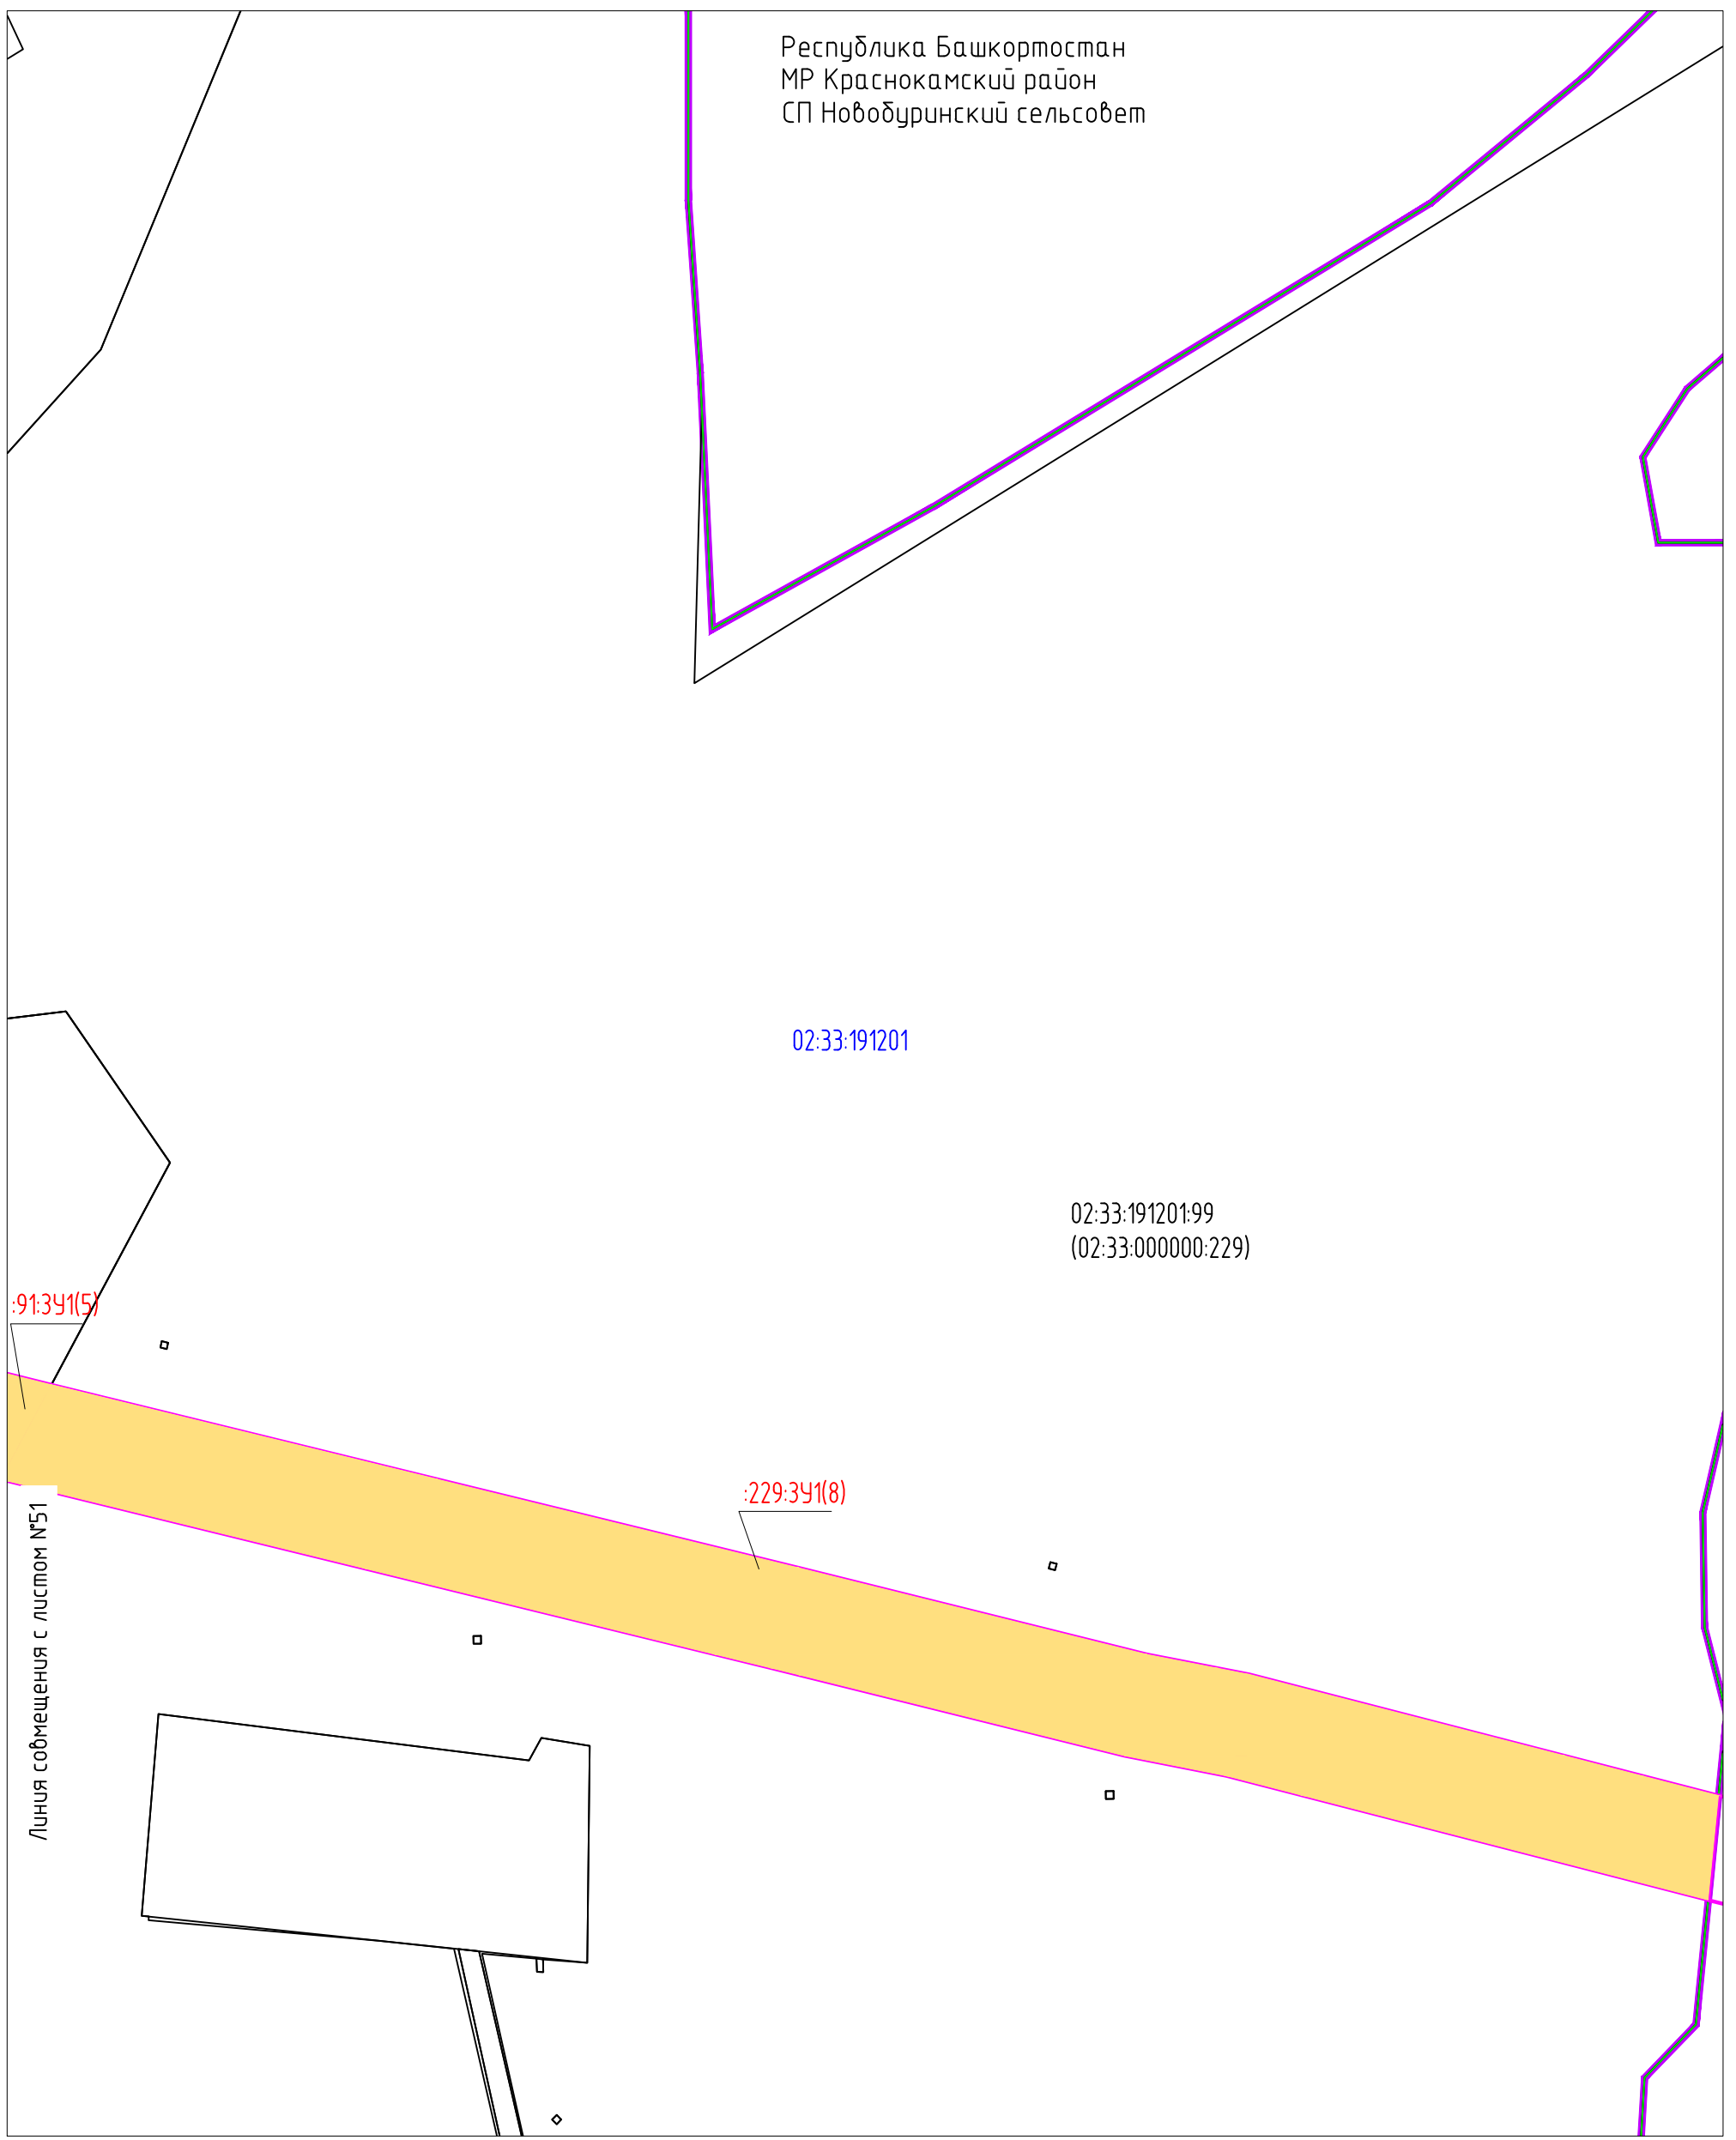 Республика Башкортостан
МР Краснокамский район
СП Новобуринский сельсовет
02:33:191201
02:33:191201:99
(02:33:000000:229)
:91:ЗУ1(5)
:229:ЗУ1(8)
Линия совмещения с листом №51